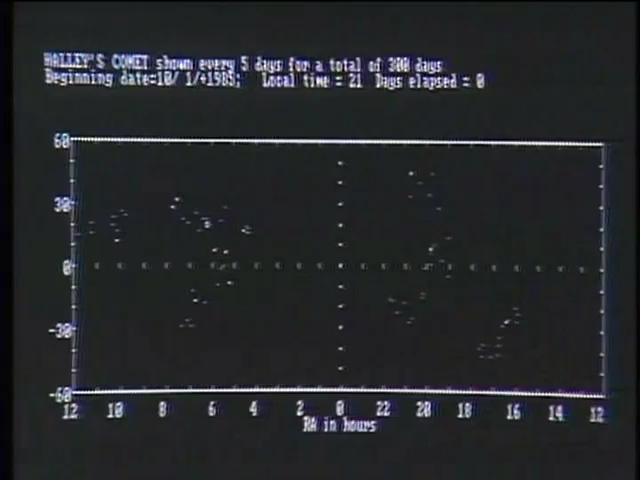 HALLEY'S COMET shown every 5 days for a total of 300 days
Beginning date=10/ 1/+1985; Local time = 21 Days elapsed = 0
60
30
0
-30
-60
12 10 8 6 4 2 0 22 20 18 16 14 12
RA in hours